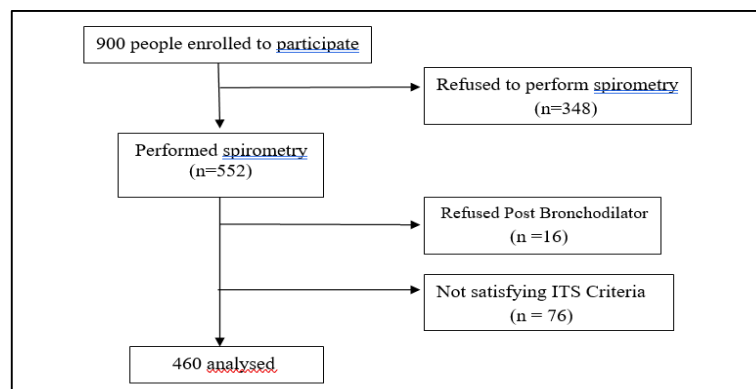 900 people enrolled to participate
Refused to perform spirometry
(n=348)
Performed spirometry
(n=552)
Refused Post Bronchodilator
(n =16)
Not satisfying ITS Criteria
(n = 76)
460 analysed